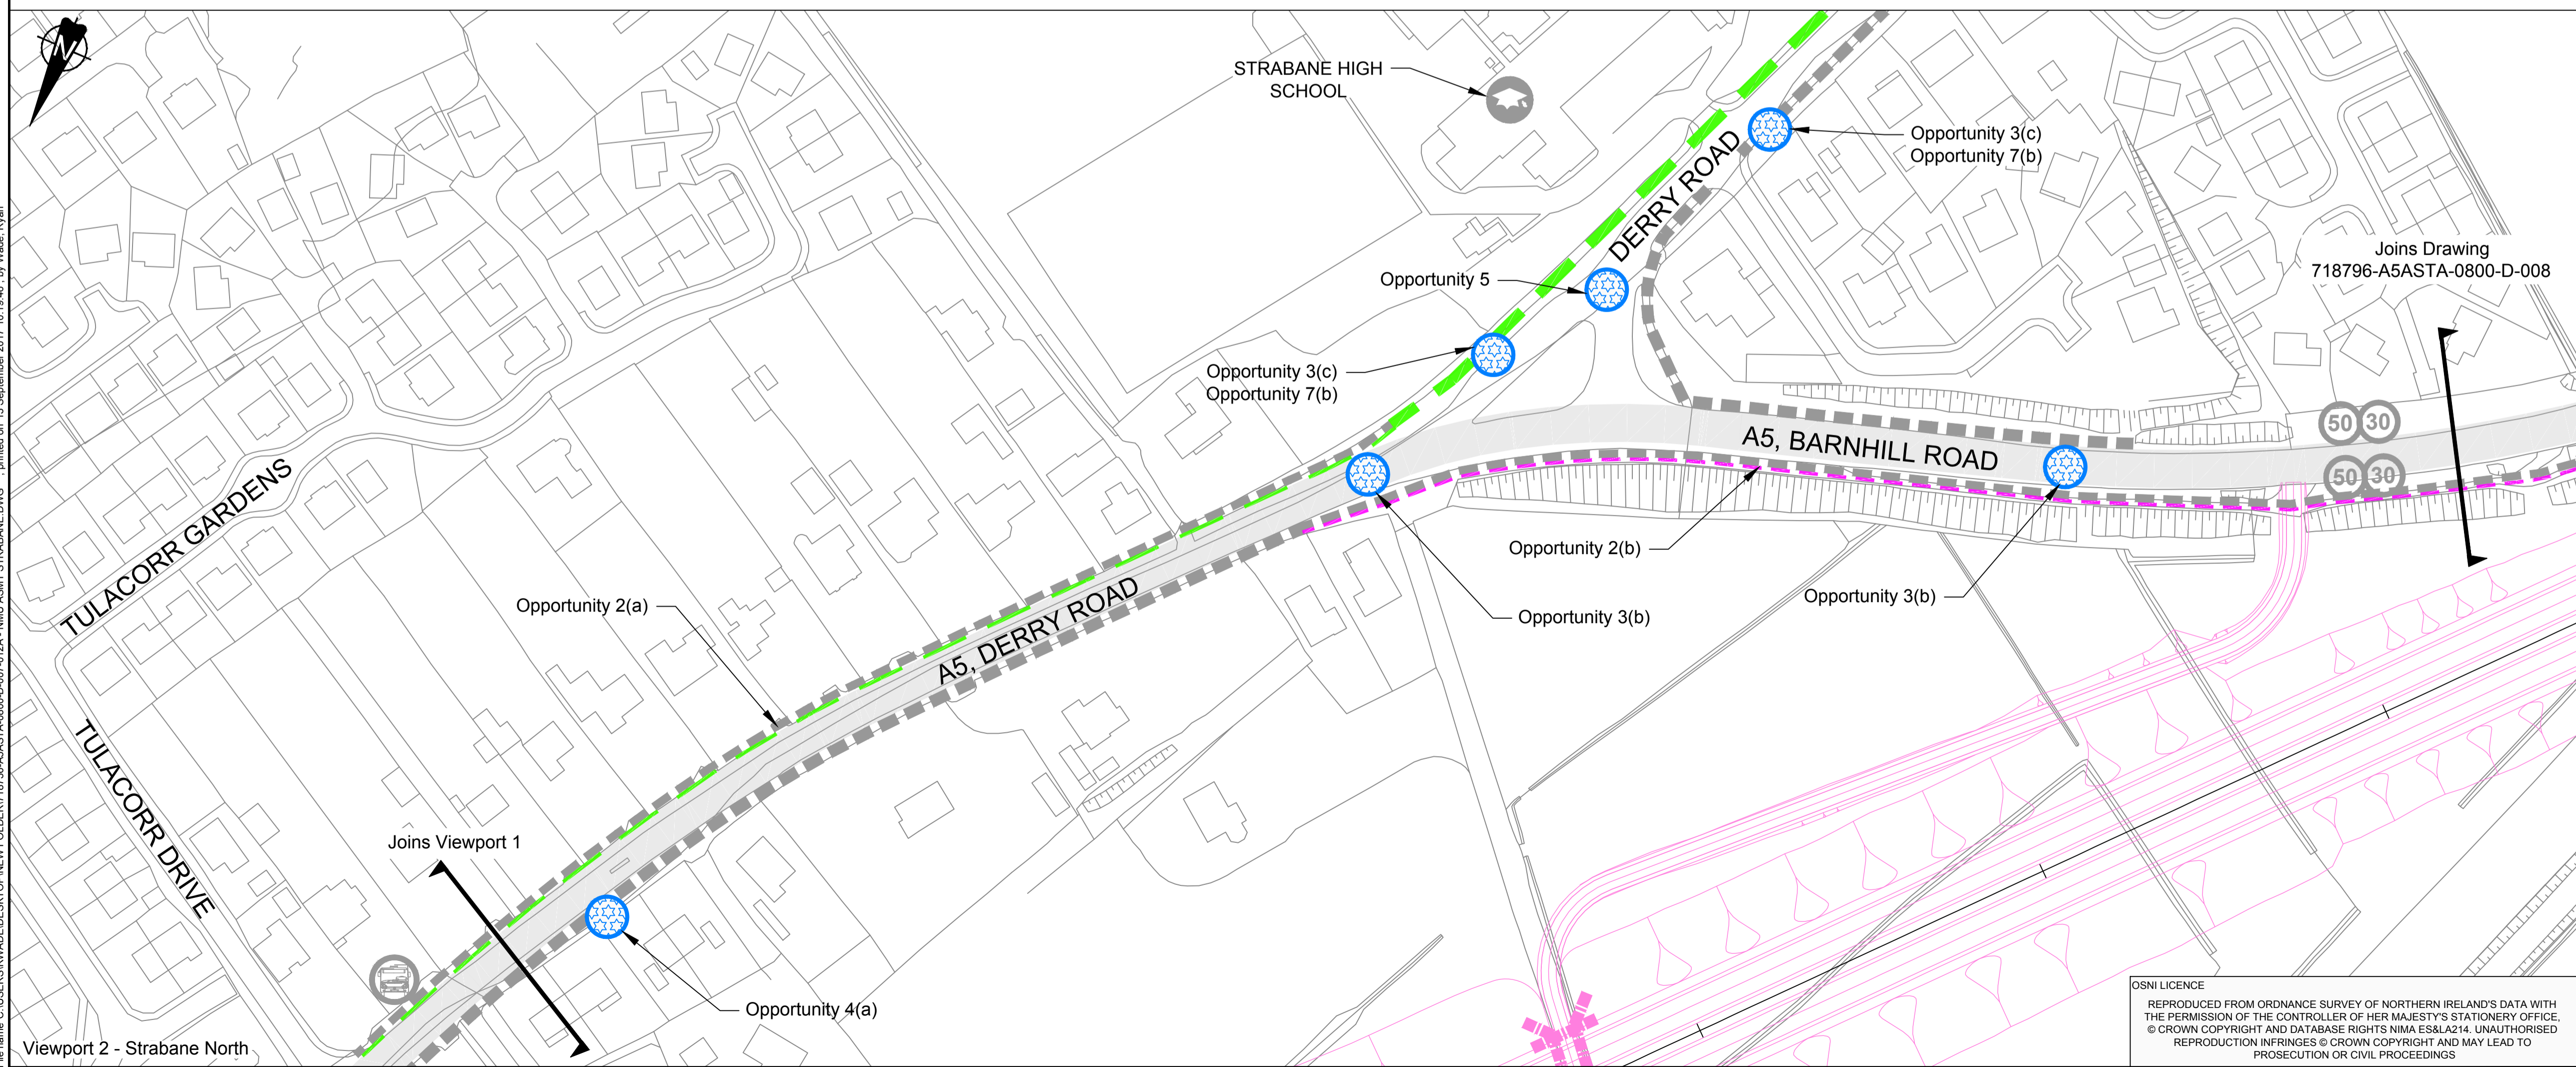 N
STRABANE HIGH
SCHOOL
Opportunity 3(c)
Opportunity 7(b)
DERRY ROAD
Joins Drawing
718796-A5ASTA-0800-D-008
Opportunity 5
Opportunity 3(c)
Opportunity 7(b)
50
30
A5, BARNHILL ROAD
50
30
TULACORR GARDENS
Opportunity 2(b)
Opportunity 3(b)
Opportunity 2(a)
Opportunity 3(b)
A5, DERRY ROAD
TULACORR DRIVE
Joins Viewport 1
Opportunity 4(a)
Viewport 2 - Strabane North
OSNI LICENCE
REPRODUCED FROM ORDNANCE SURVEY OF NORTHERN IRELAND'S DATA WITH
THE PERMISSION OF THE CONTROLLER OF HER MAJESTY'S STATIONERY OFFICE,
© CROWN COPYRIGHT AND DATABASE RIGHTS NIMA ES&LA214. UNAUTHORISED
REPRODUCTION INFRINGES © CROWN COPYRIGHT AND MAY LEAD TO
PROSECUTION OR CIVIL PROCEEDINGS